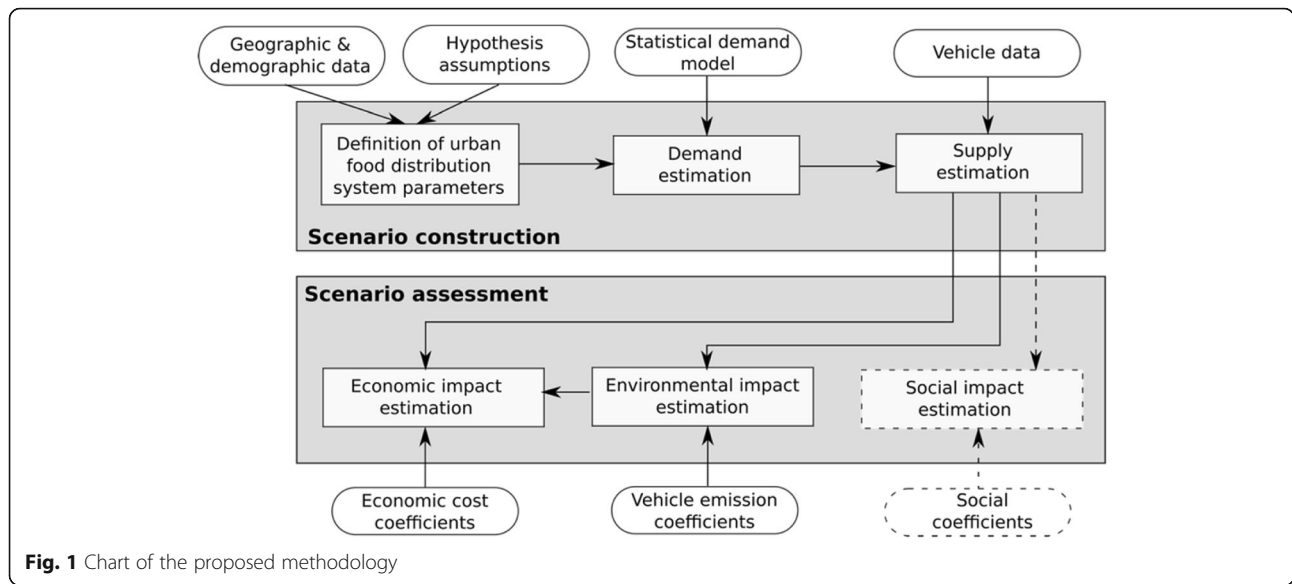 Geographic &
demographic data
Hypothesis
assumptions
Statistical demand
model
Vehicle data
Definition of urban
food distribution
system parameters
Demand
estimation
Supply
estimation
Scenario construction
Scenario assessment
Economic impact
estimation
Environmental impact
estimation
Social impact
estimation
Economic cost
coefficients
Vehicle emission
coefficients
Social
coefficients
Fig. 1 Chart of the proposed methodology